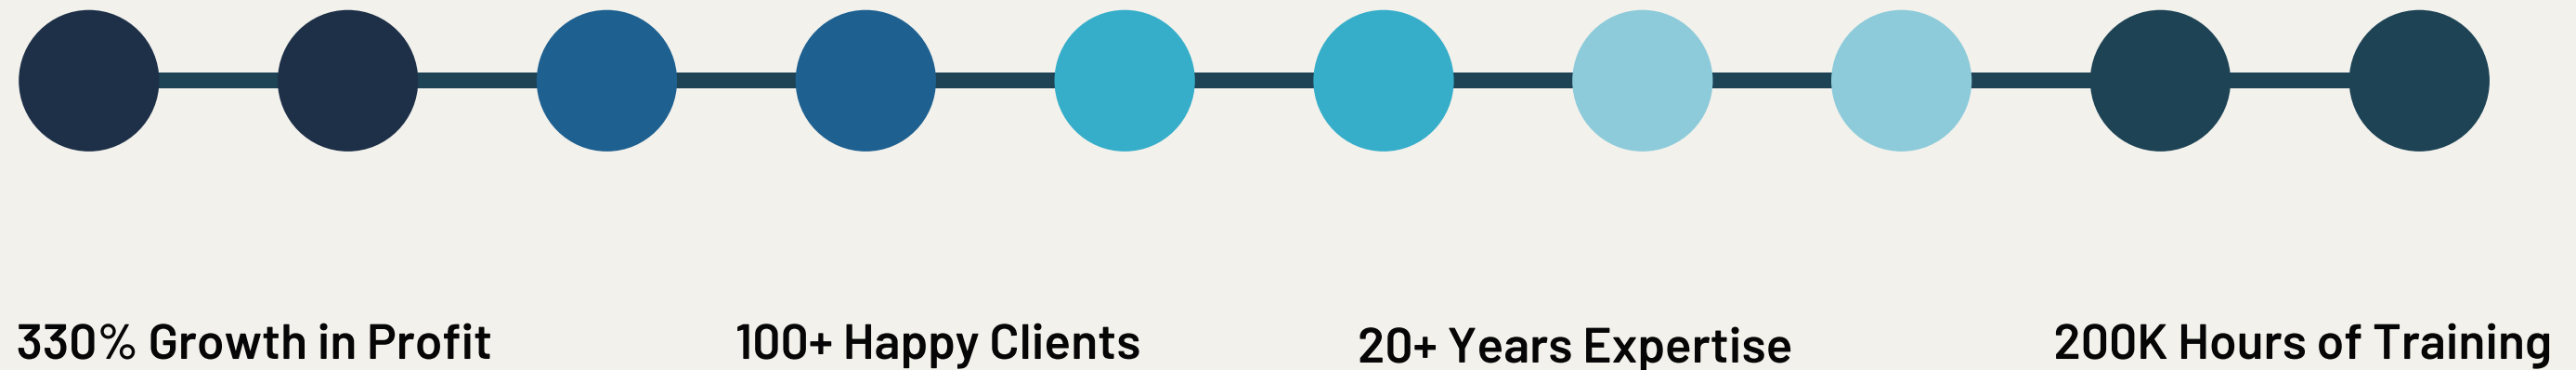 330% Growth in Profit
100+ Happy Clients
20+ Years Expertise
200K Hours of Training